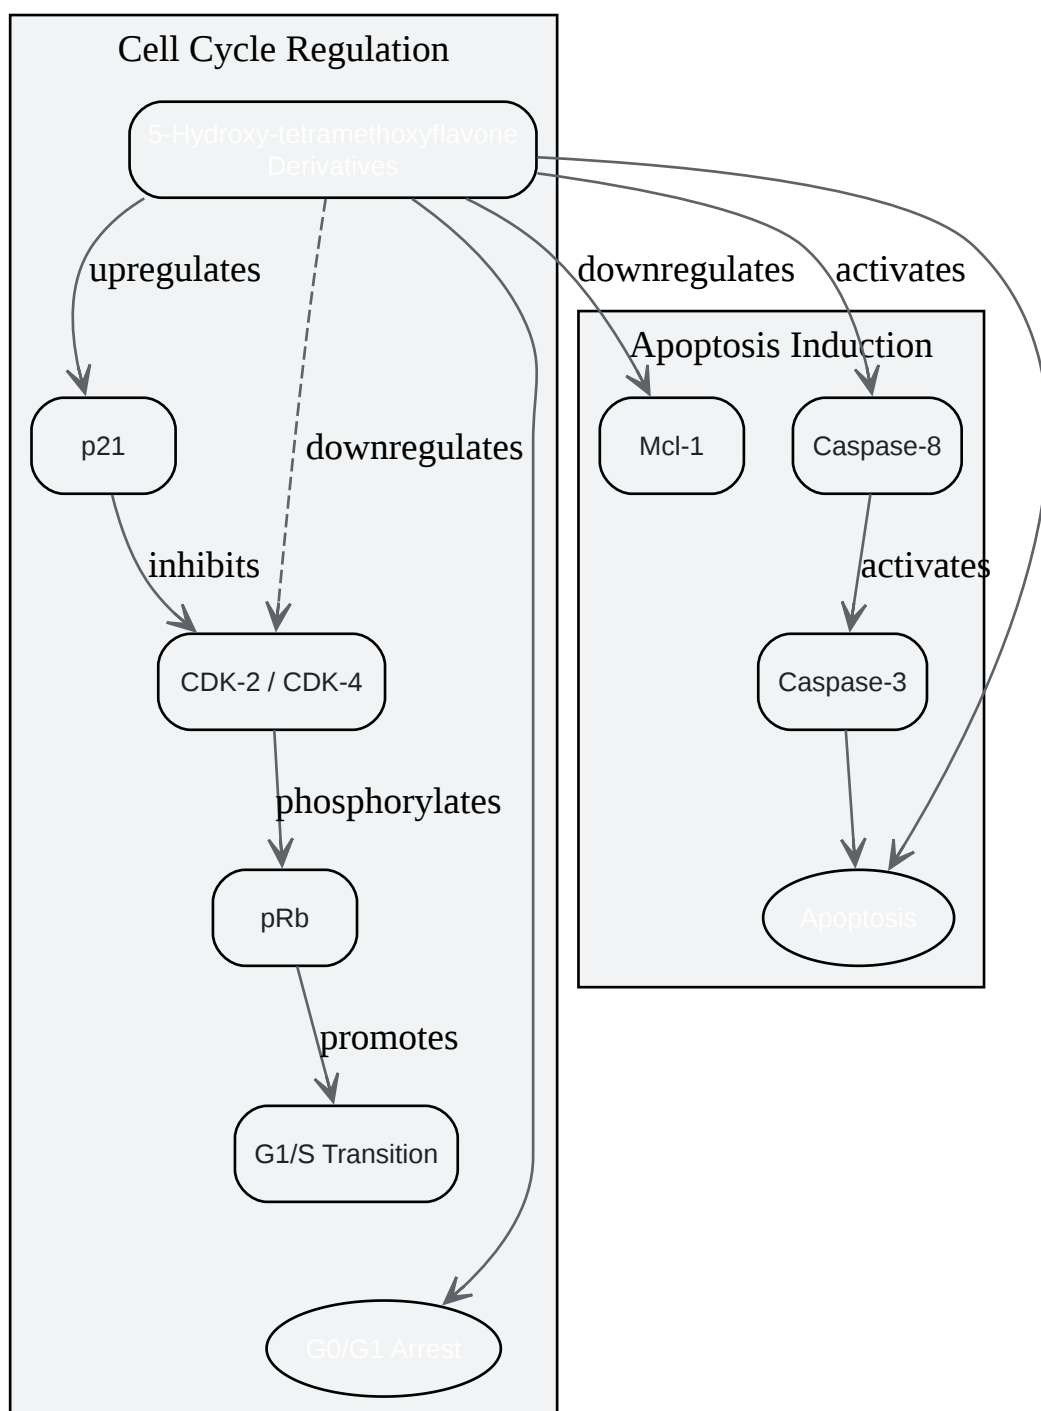 Cell Cycle Regulation
5-Hydroxy-tetramethoxyflavone
Derivatives
upregulates
downregulates
activates
Apoptosis Induction
p21
downregulates
Mcl-1
Caspase-8
inhibits
activates
CDK-2 / CDK-4
Caspase-3
phosphorylates
pRb
Apoptosis
promotes
G1/S Transition
G0/G1 Arrest